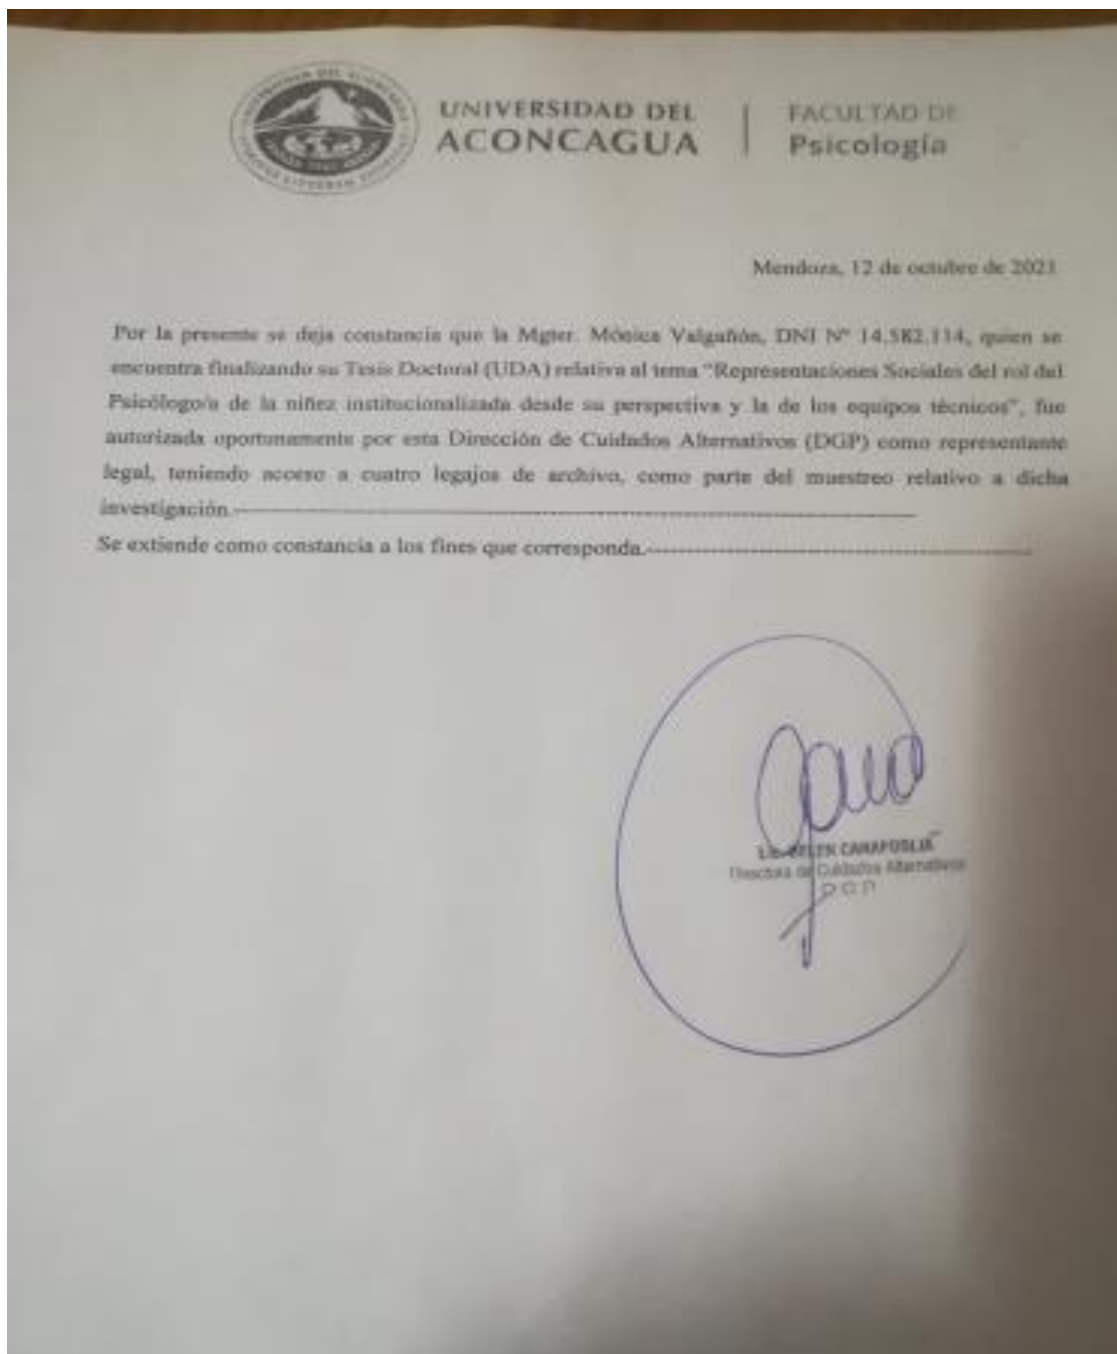 UNIVERSIDAD DEL
ACONCAGUA
FACULTAD DE
Psicología
Mendoza, 12 de octubre de 2021
Por la presente se deja constancia que la Mgter. Mónica Valgañón, DNI Nº 14.582.114, quien se
encuentra finalizando su Tesis Doctoral (UDA) relativa al tema "Representaciones Sociales del rol del
Psicólogo/a de la niñez institucionalizada desde su perspectiva y la de los equipos técnicos", fue
autorizada oportunamente por esta Dirección de Cuidados Alternativos (DGP) como representante
legal, teniendo acceso a cuatro legajos de archivo, como parte del muestreo relativo a dicha
investigación.
Se extiende como constancia a los fines que corresponda.
Lic. BELEN
Directora de Cuidados Alternativos